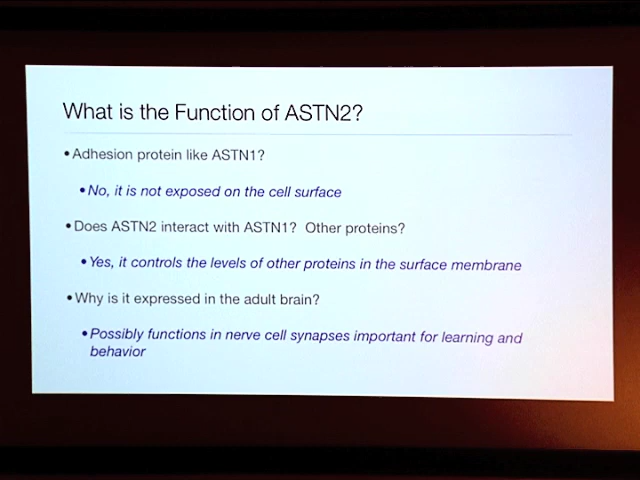 What is the Function of ASTN2?
• Adhesion protein like ASTN1?
• No, it is not exposed on the cell surface
• Does ASTN2 interact with ASTN1? Other proteins?
• Yes, it controls the levels of other proteins in the surface membrane
• Why is it expressed in the adult brain?
• Possibly functions in nerve cell synapses important for learning and
behavior